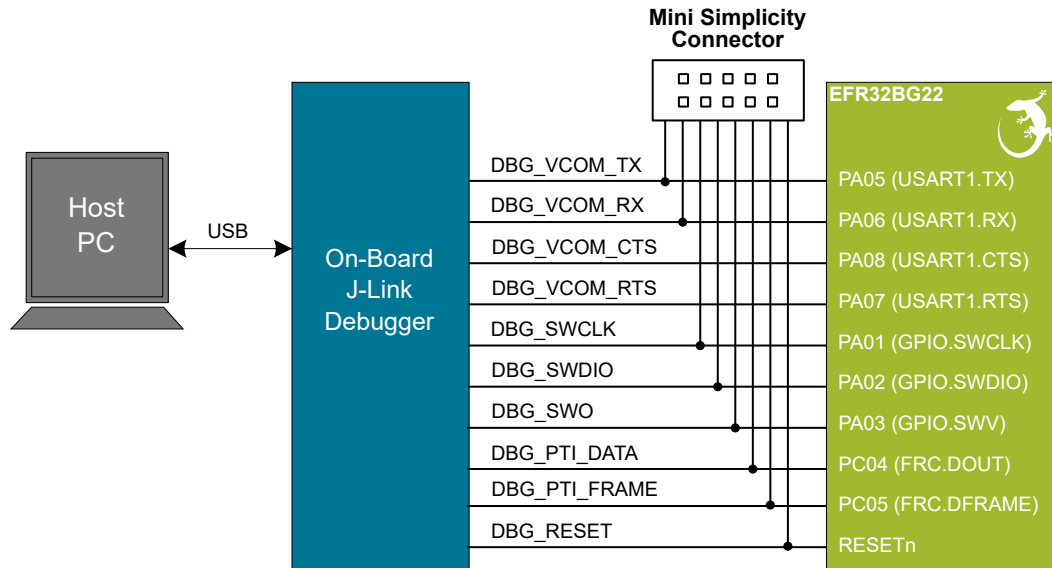 Mini Simplicity
Connector
EFR32BG22
Host
PC
USB
On-Board
J-Link
Debugger
DBG_VCOM_TX
PA05 (USART1.TX)
DBG_VCOM_RX
PA06 (USART1.RX)
DBG_VCOM_CTS
PA08 (USART1.CTS)
DBG_VCOM_RTS
PA07 (USART1.RTS)
DBG_SWCLK
PA01 (GPIO.SWCLK)
DBG_SWDIO
PA02 (GPIO.SWDIO)
DBG_SWO
PA03 (GPIO.SWV)
DBG_PTI_DATA
PC04 (FRC.DOUT)
DBG_PTI_FRAME
PC05 (FRC.DFRAME)
DBG_RESET
RESETn